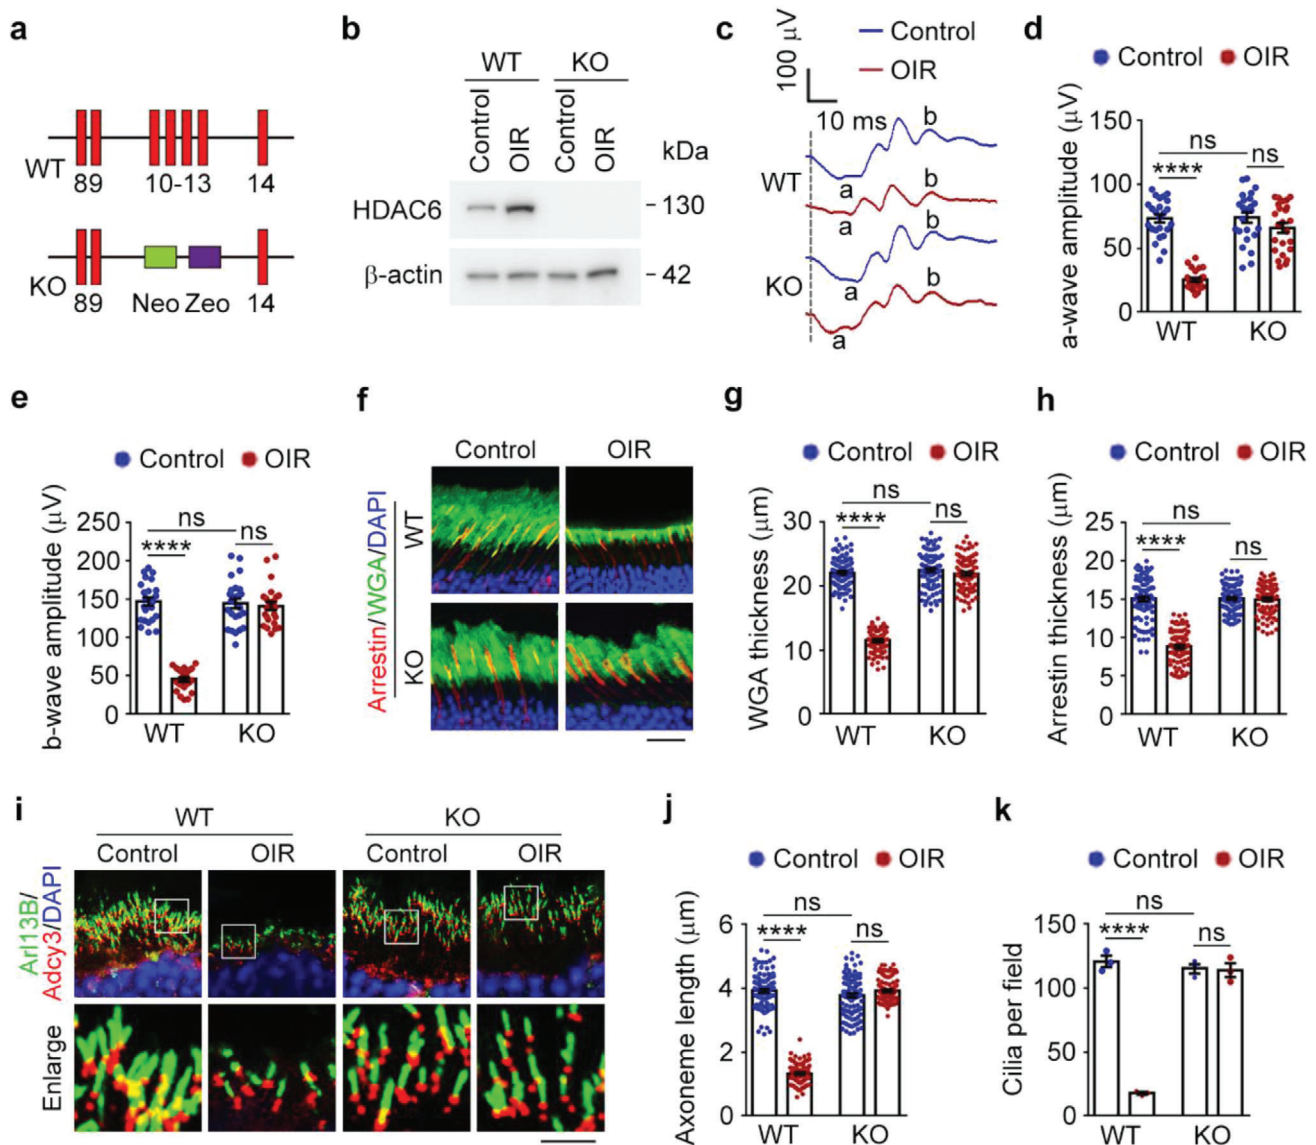 a
WT
89
10-13
14
KO
89
Neo Zeo
14
b
WT KO
Control
OIR
Control
OIR
kDa
HDAC6
130
β-actin
42
c
Control
OIR
100 μV
10 ms
WT
a
b
a
b
KO
a
b
a
b
d
Control OIR
a-wave amplitude (μV)
150
100
50
0
ns
**** ns
WT KO
e
Control OIR
b-wave amplitude (μV)
250
200
150
100
50
0
ns
**** ns
WT KO
f
Control OIR
Arrestin/WGA/DAPI
WT
KO
g
Control OIR
WGA thickness (μm)
30
20
10
0
ns
**** ns
WT KO
h
Control OIR
Arrestin thickness (μm)
25
20
15
10
5
0
ns
**** ns
WT KO
i
WT KO
Control OIR Control OIR
Arl13B/
Adcy3/DAPI
Enlarge
j
Control OIR
Axoneme length (μm)
6
4
2
0
ns
**** ns
WT KO
k
Control OIR
Cilia per field
150
100
50
0
ns
**** ns
WT KO